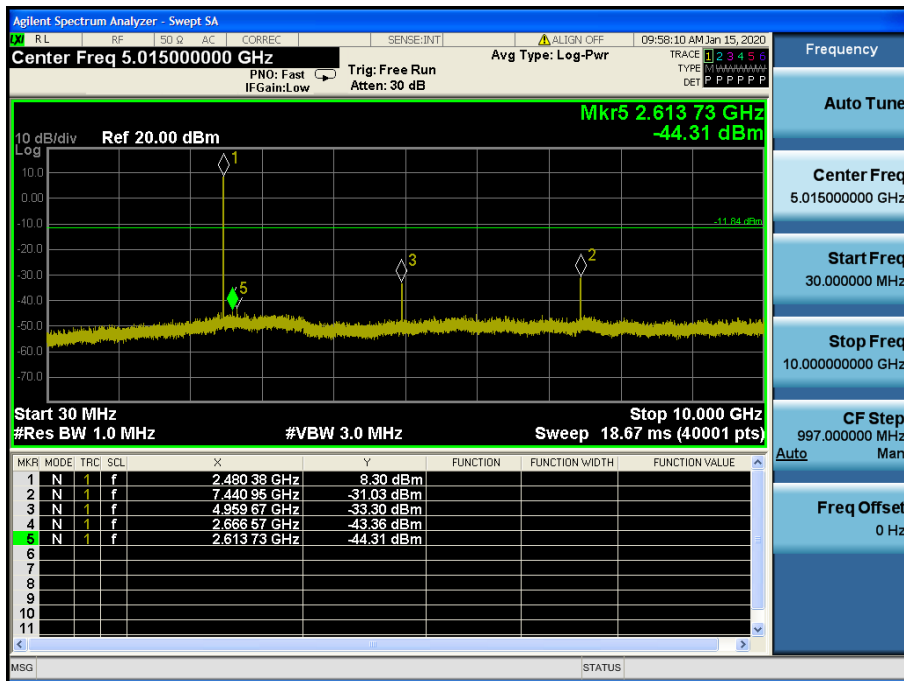 Agilent Spectrum Analyzer - Swept SA
LXI RL RF 50 Ω AC CORREC SENSE:INT ALIGN OFF 09:58:10 AM Jan 15, 2020
Center Freq 5.015000000 GHz
PNO: Fast
IFGain:Low
Trig: Free Run
Atten: 30 dB
Avg Type: Log-Pwr
TRACE 1 2 3 4 5 6
TYPE M
DET P P P P P P
Mkr5 2.613 73 GHz
-44.31 dBm
10 dB/div Ref 20.00 dBm
Log
10.0
0.00
-10.0
-20.0
-30.0
-40.0
-50.0
-60.0
-70.0
1
-11.84 dBm
3
2
5
Start 30 MHz Stop 10.000 GHz
#Res BW 1.0 MHz #VBW 3.0 MHz Sweep 18.67 ms (40001 pts)
MKR MODE TRC SCL X Y FUNCTION FUNCTION WIDTH FUNCTION VALUE
1 N 1 f 2.480 38 GHz 8.30 dBm
2 N 1 f 7.440 95 GHz -31.03 dBm
3 N 1 f 4.959 67 GHz -33.30 dBm
4 N 1 f 2.666 57 GHz -43.36 dBm
5 N 1 f 2.613 73 GHz -44.31 dBm
6
7
8
9
10
11
MSG STATUS
Frequency
Auto Tune
Center Freq
5.015000000 GHz
Start Freq
30.000000 MHz
Stop Freq
10.000000000 GHz
CF Step
997.000000 MHz
Auto Man
Freq Offset
0 Hz